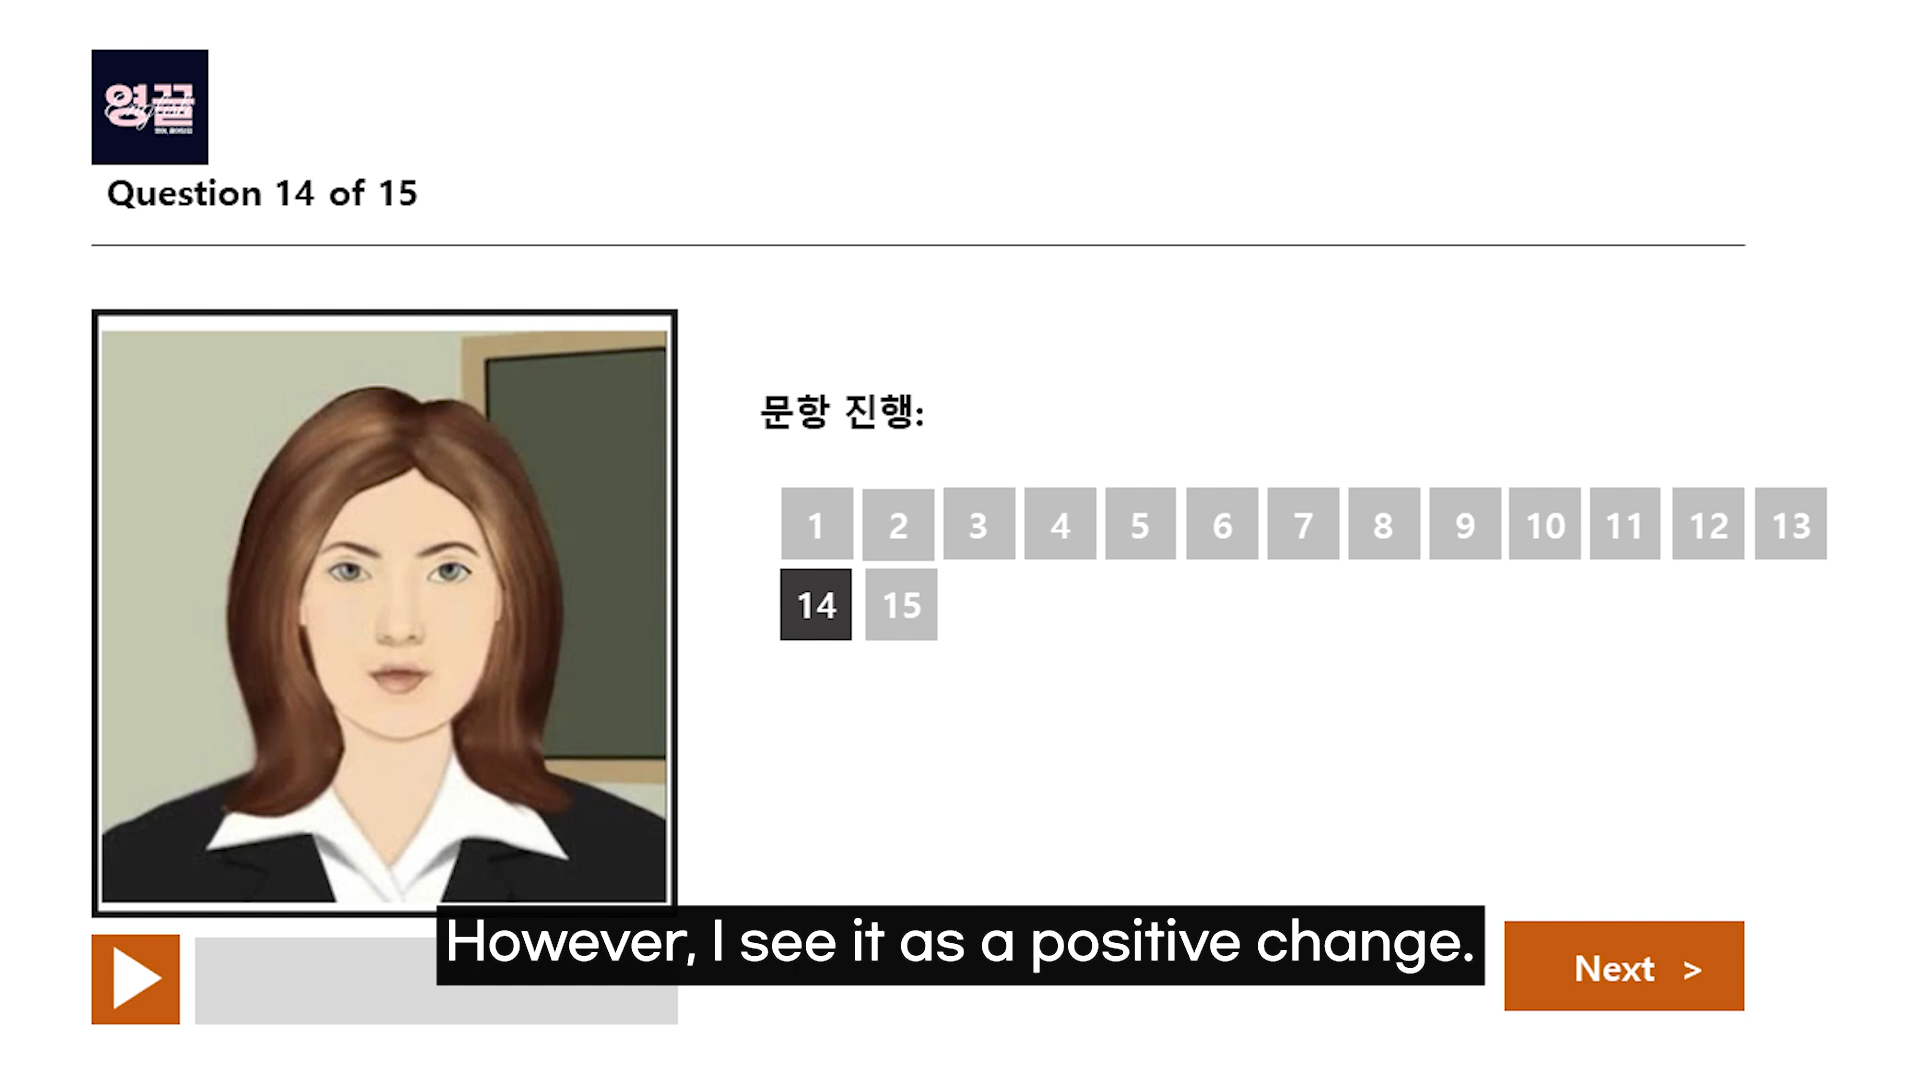 영끌
Question 14 of 15
문항 진행:
1 2 3 4 5 6 7 8 9 10 11 12 13
14 15
However, I see it as a positive change.
Next >